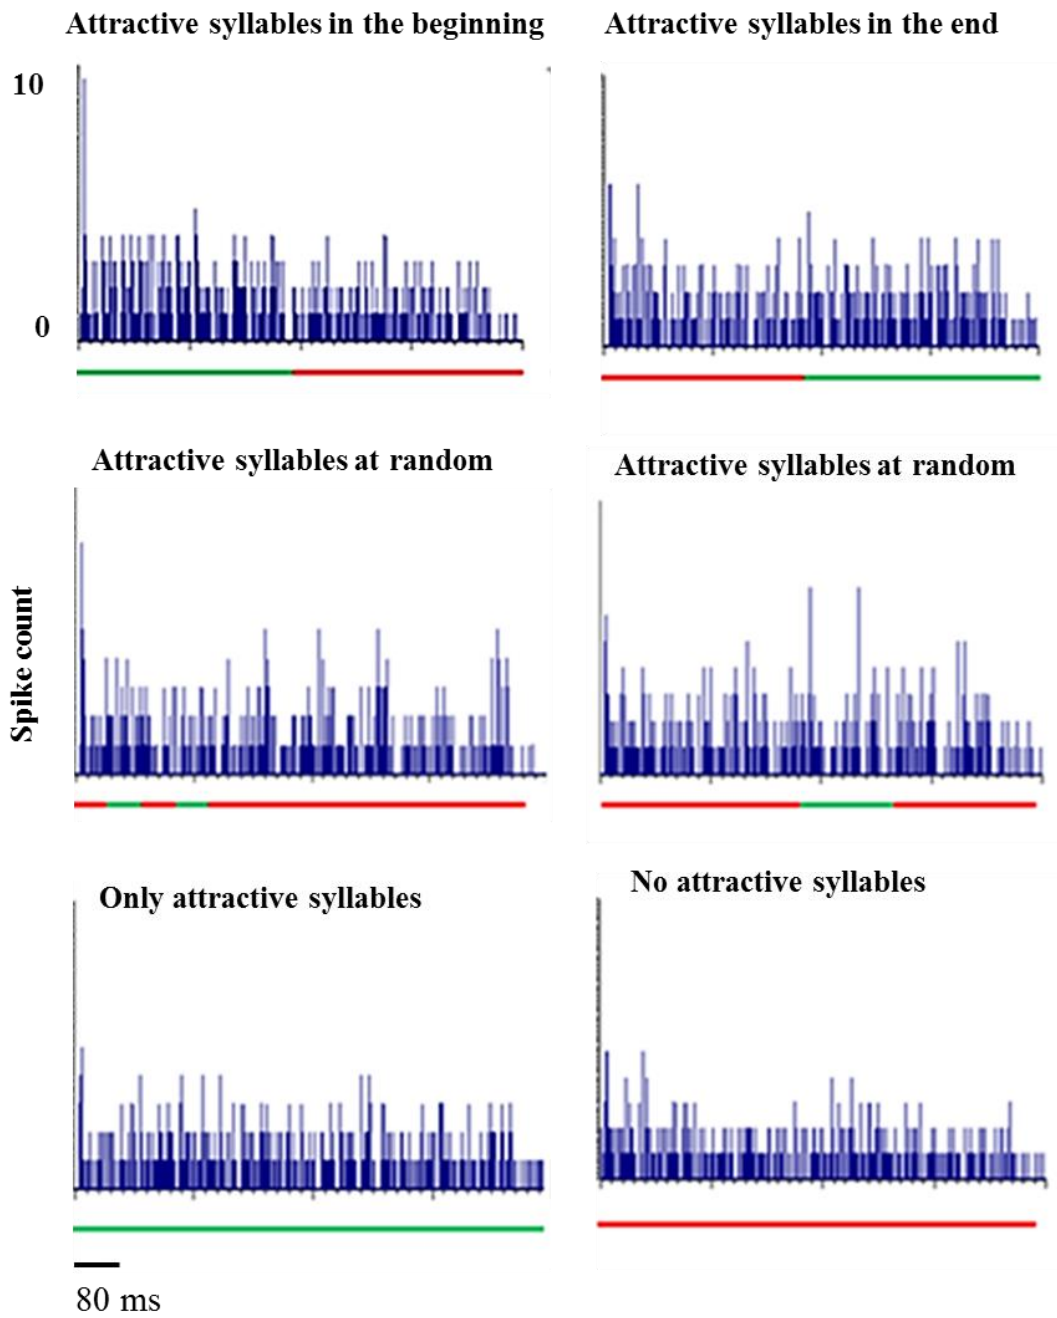 Attractive syllables in the beginning
Attractive syllables in the end
10
0
Attractive syllables at random
Attractive syllables at random
Spike count
Only attractive syllables
No attractive syllables
80 ms